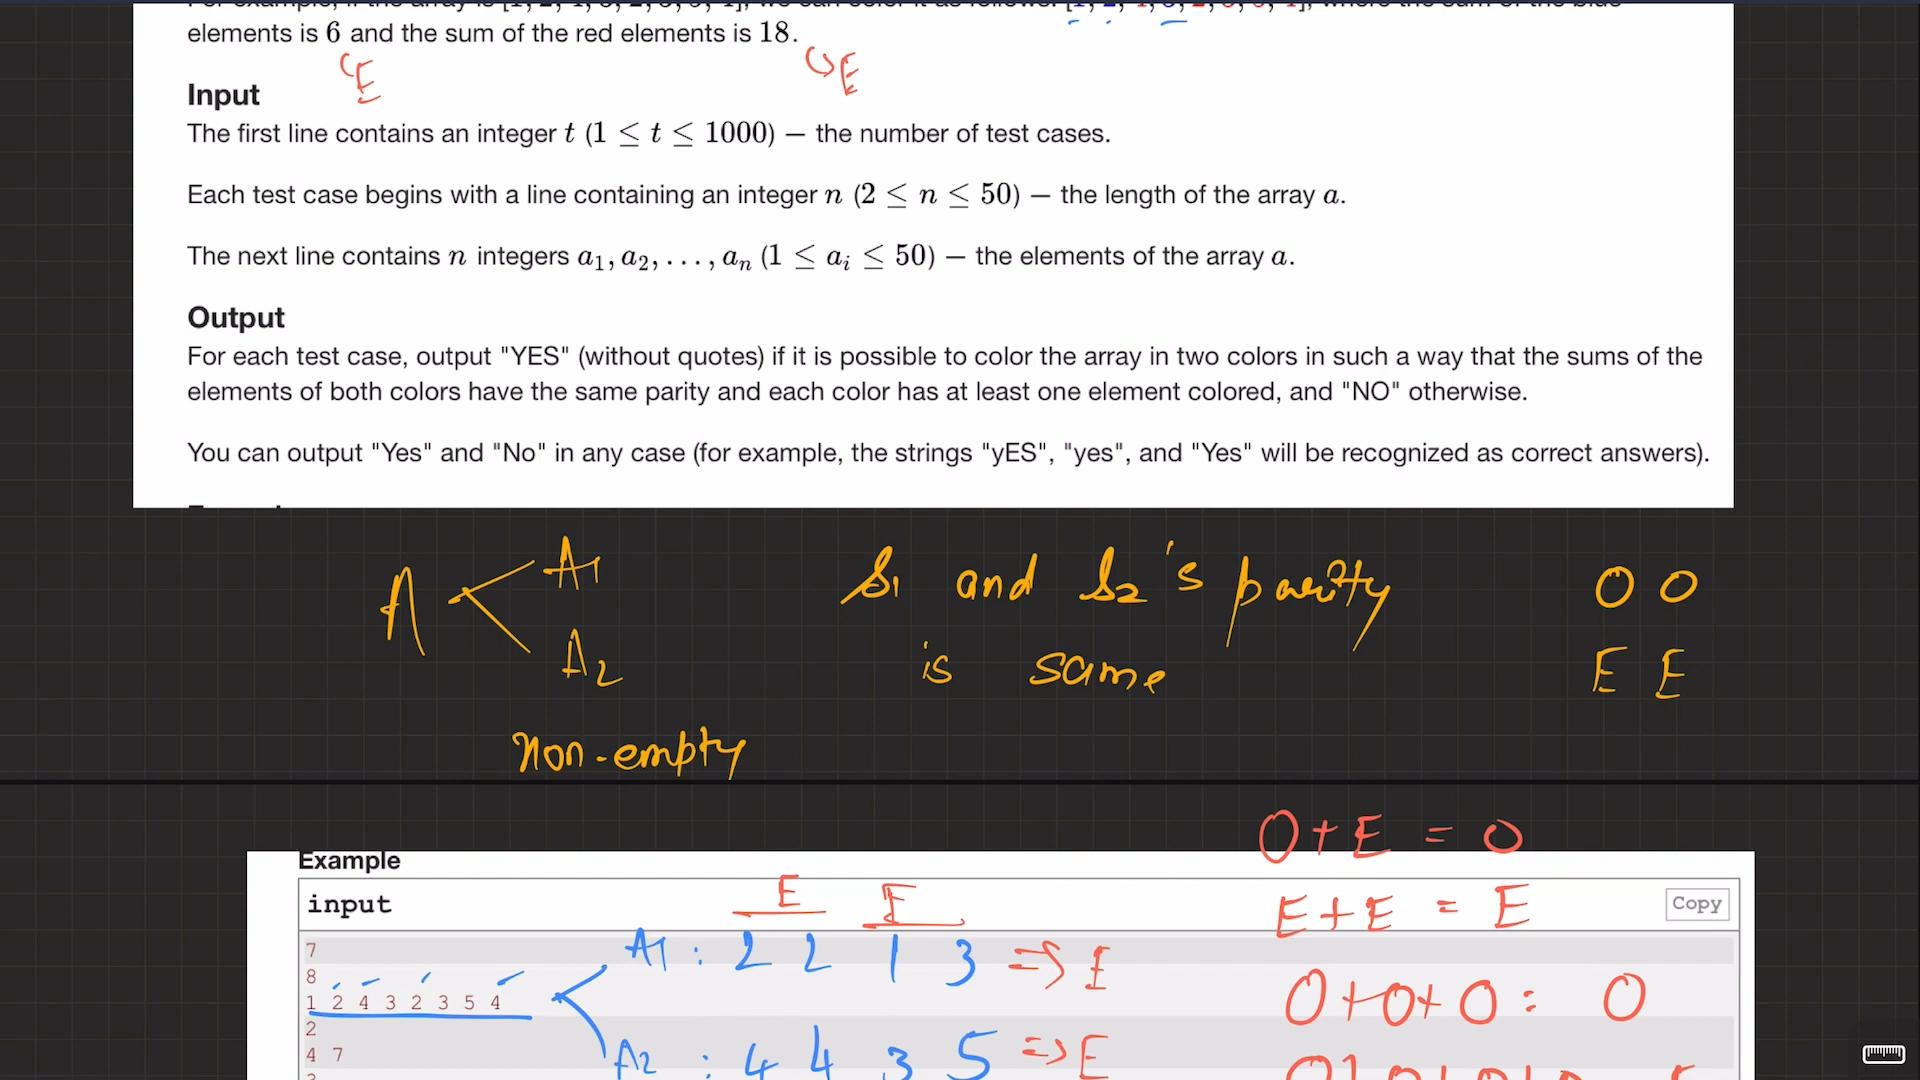 elements is 6 and the sum of the red elements is 18.
E E
Input
The first line contains an integer t (1 ≤ t ≤ 1000) — the number of test cases.
Each test case begins with a line containing an integer n (2 ≤ n ≤ 50) — the length of the array a.
The next line contains n integers a₁, a₂, . . . , aₙ (1 ≤ aᵢ ≤ 50) — the elements of the array a.
Output
For each test case, output "YES" (without quotes) if it is possible to color the array in two colors in such a way that the sums of the
elements of both colors have the same parity and each color has at least one element colored, and "NO" otherwise.
You can output "Yes" and "No" in any case (for example, the strings "yES", "yes", and "Yes" will be recognized as correct answers).
A A1 A2
non-empty
S1 and S2's parity
is same
O O
E E
O + E = O
Example
E E
E + E = E
input
Copy
7
A1 : 2 2 1 3 => E
8
1 2 4 3 2 3 5 4
O + O + O = O
2
4 7
A2 : 4 4 3 5 => E